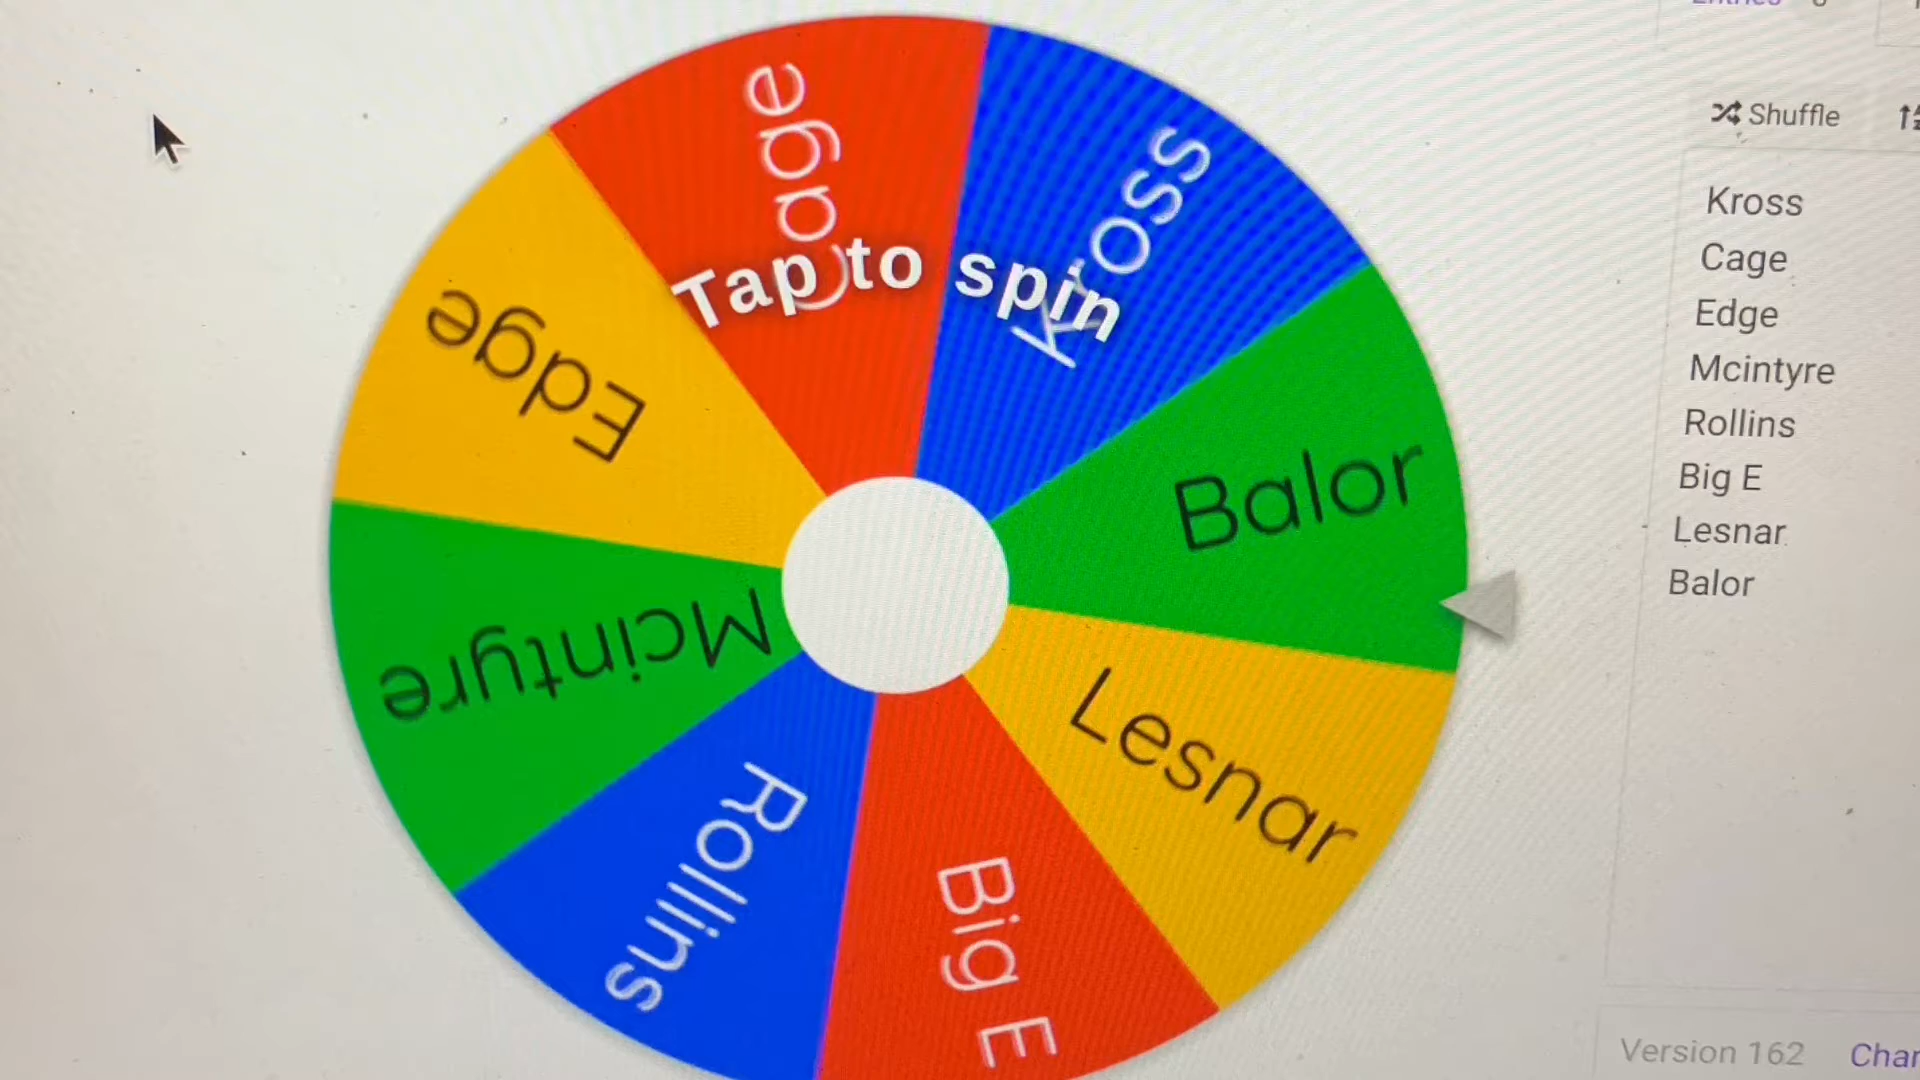 Entries
Shuffle
Cage
Kross
Tap to spin
Edge
Balor
Mcintyre
Lesnar
Rollins
Big E
Kross
Cage
Edge
Mcintyre
Rollins
Big E
Lesnar
Balor
Version 162